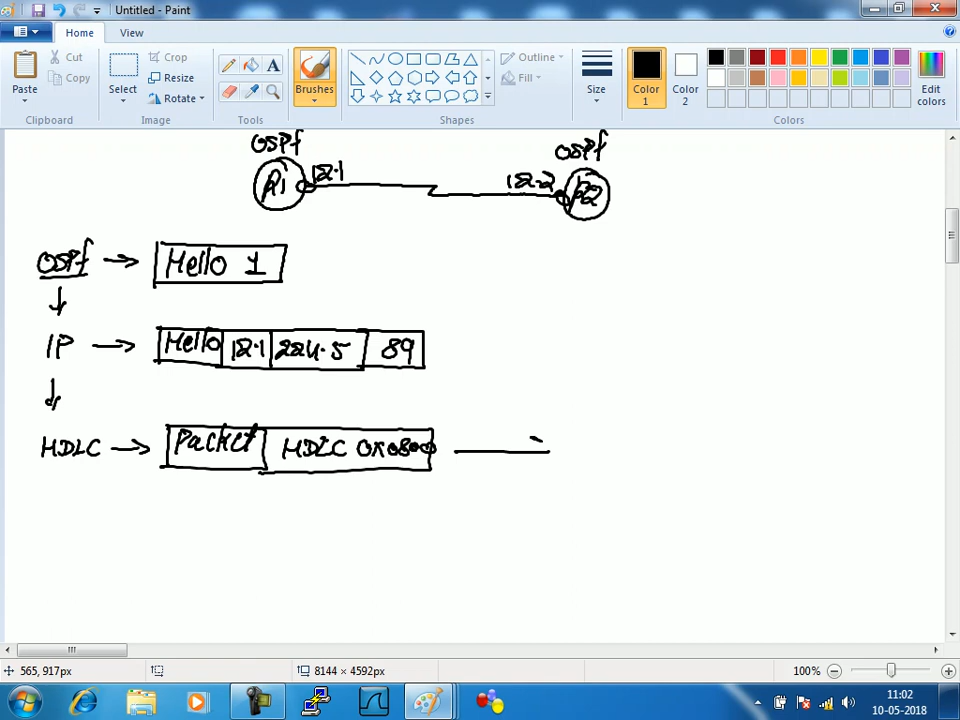 Untitled - Paint
Home View
Paste
Cut
Copy
Clipboard
Select
Crop
Resize
Rotate
Image
Tools
Brushes
Shapes
Outline
Fill
Size
Color 1
Color 2
Colors
Edit colors
OSPf OSPf
R1 12.1 12.2 R2
OSPf Hello 1
IP Hello 12.1 224.5 89
HDLC Packet HDLC 0x0800
565, 917px 8144 × 4592px 100%
11:02
10-05-2018